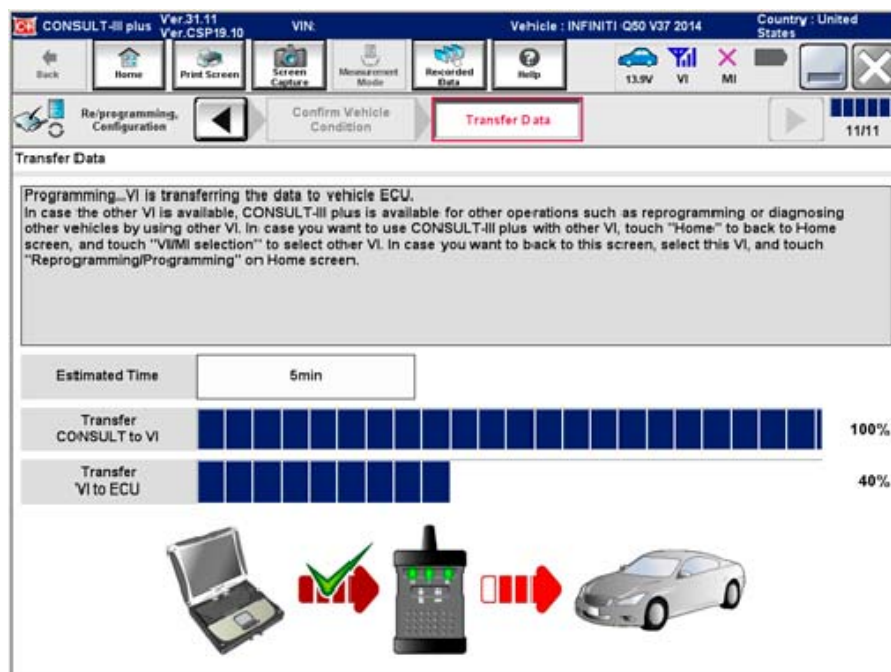 CONSULT-III plus Ver.31.11 VIN: Vehicle : INFINITI Q50 V37 2014 Country : United
Ver.CSP19.10 States
Back Home Print Screen Screen Capture Measurement Mode Recorded Data Help 13.9V VI MI
Re/programming, Configuration Confirm Vehicle Condition Transfer Data 11/11
Transfer Data
Programming...VI is transferring the data to vehicle ECU.
In case the other VI is available, CONSULT-III plus is available for other operations such as reprogramming or diagnosing
other vehicles by using other VI. In case you want to use CONSULT-III plus with other VI, touch "Home" to back to Home
screen, and touch "VI/MI selection" to select other VI. In case you want to back to this screen, select this VI, and touch
"Reprogramming/Programming" on Home screen.
Estimated Time 5min
Transfer
CONSULT to VI 100%
Transfer
VI to ECU 40%